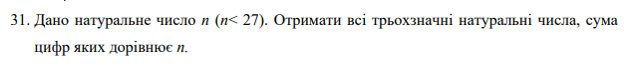 31. Дано натуральне число n (n< 27). Отримати всі трьохзначні натуральні числа, сума
цифр яких дорівнює n.